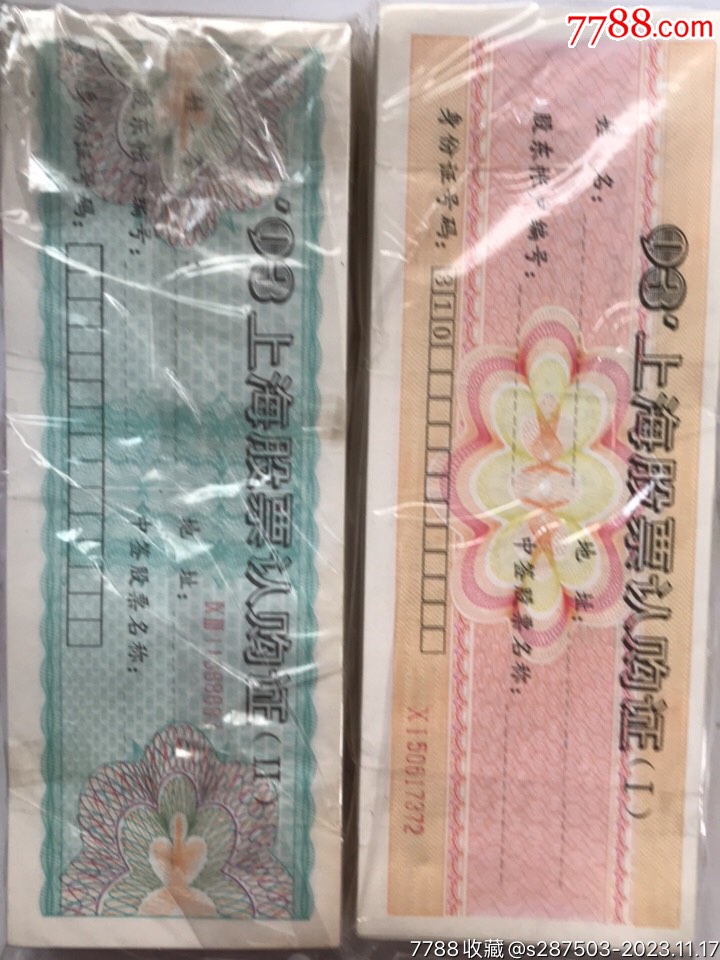 7788.com
"93 上海股票认购证(II)
股东帐户编号:
身份证号码:
地址:
中签股票名称:
93" 上海股票认购证(I)
姓名:
股东帐户编号:
身份证号码: 310
地址:
中签股票名称:
X150617372
7788收藏 @s287503-2023.11.17